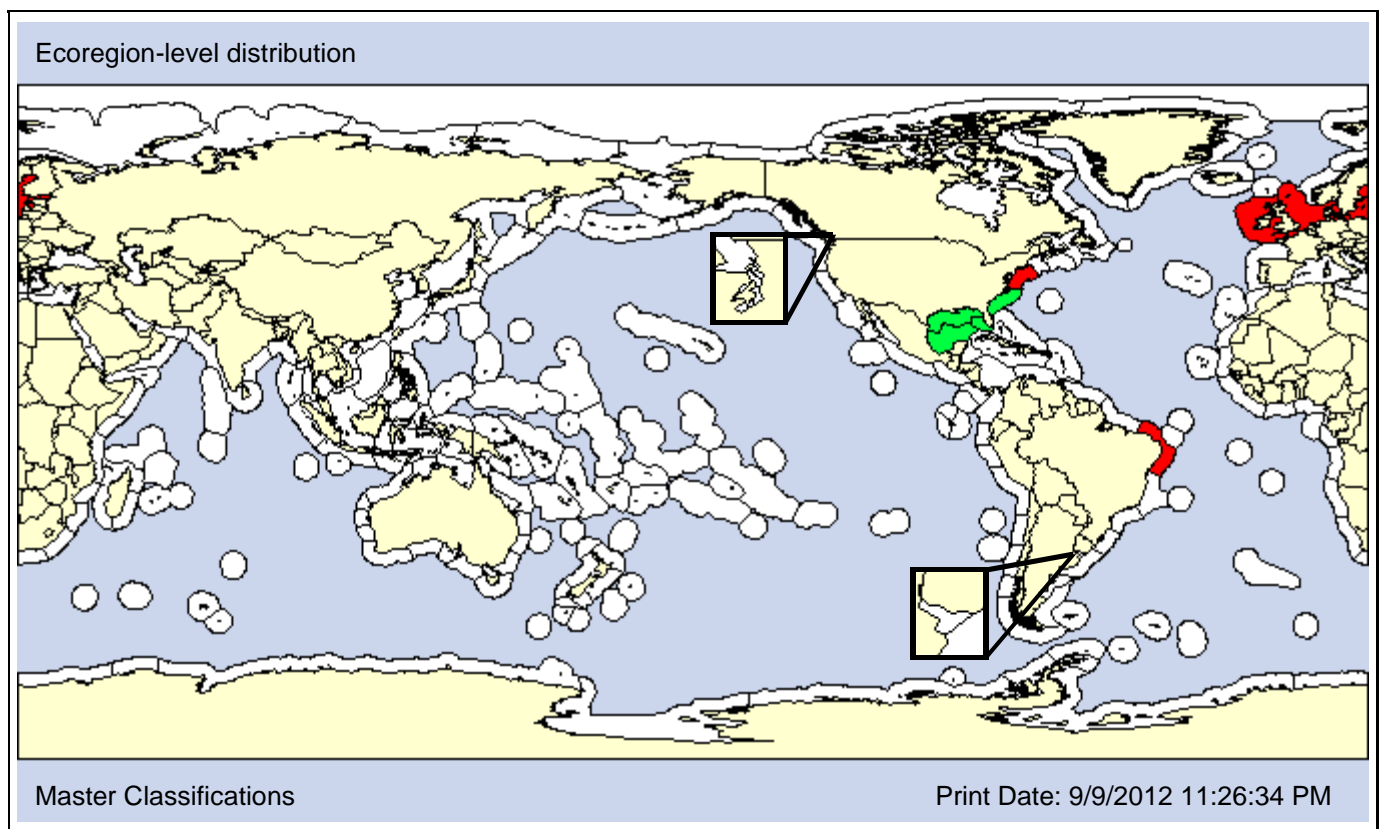 Ecoregion-level distribution
Master Classifications
Print Date: 9/9/2012 11:26:34 PM